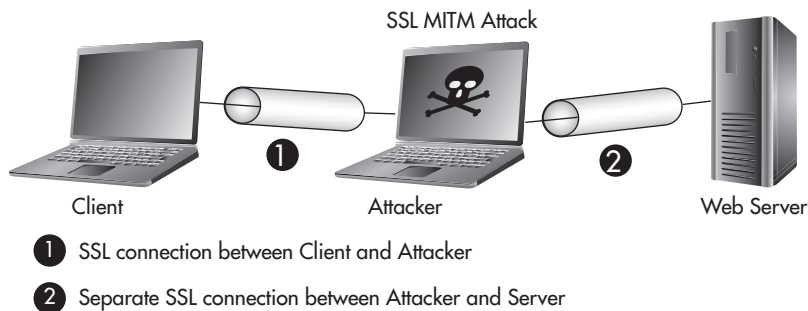 SSL MITM Attack
1
2
Client
Attacker
Web Server
1 SSL connection between Client and Attacker
2 Separate SSL connection between Attacker and Server